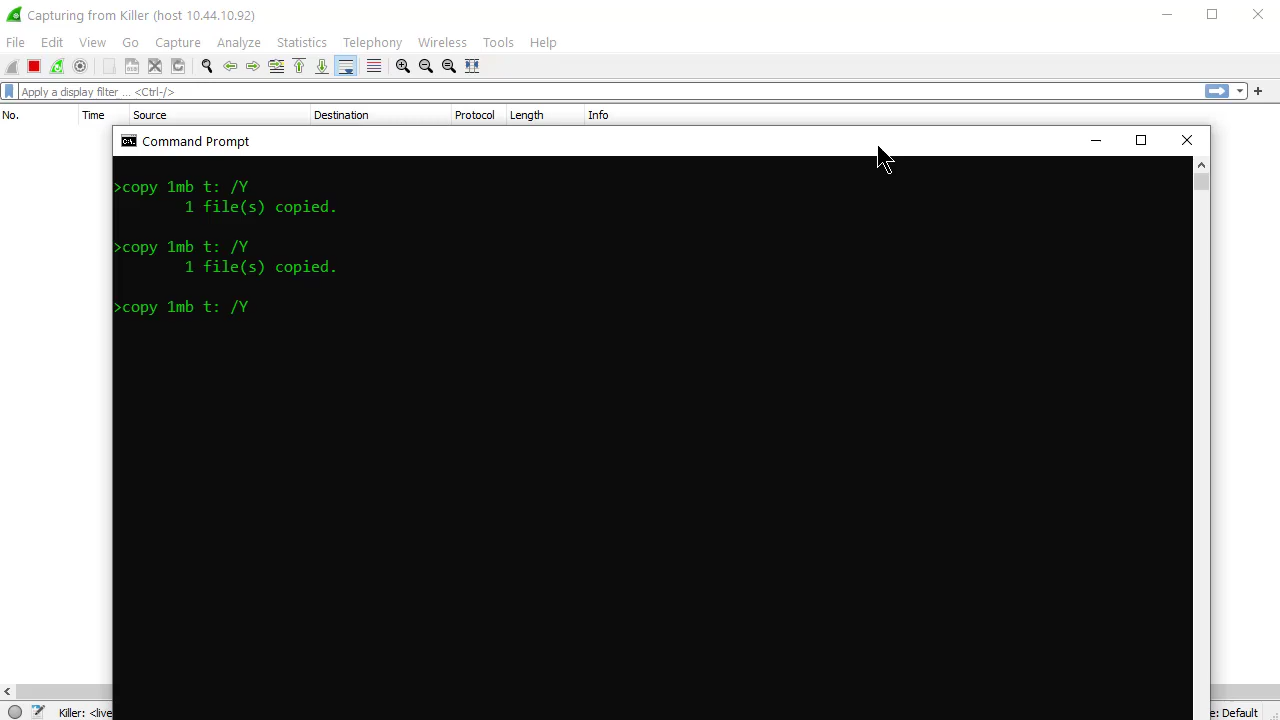 Capturing from Killer (host 10.44.10.92)
File Edit View Go Capture Analyze Statistics Telephony Wireless Tools Help
Apply a display filter ... <Ctrl-/>
No. Time Source Destination Protocol Length Info
Command Prompt
>copy 1mb t: /Y
1 file(s) copied.
>copy 1mb t: /Y
1 file(s) copied.
>copy 1mb t: /Y
Killer: <live
e: Default